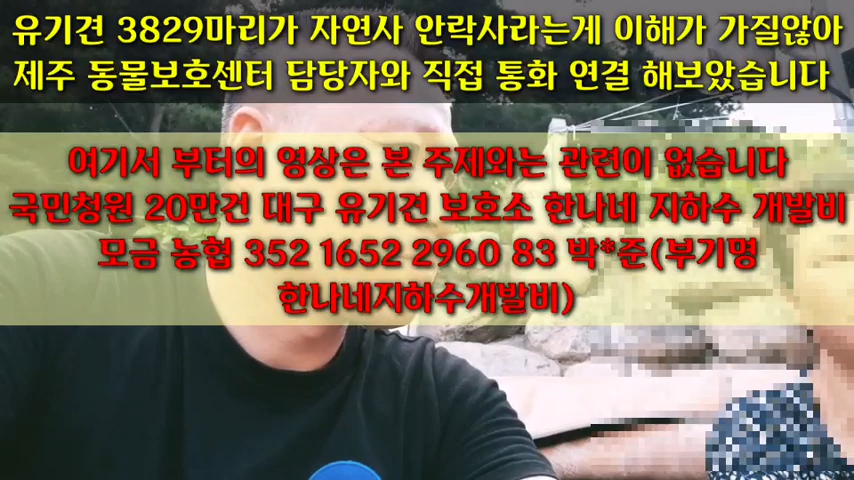 유기견 3829마리가 자연사 안락사라는게 이해가 가질않아
제주 동물보호센터 담당자와 직접 통화 연결 해보았습니다
여기서 부터의 영상은 본 주제와는 관련이 없습니다
국민청원 20만건 대구 유기견 보호소 한나네 지하수 개발비
모금 농협 352 1652 2960 83 박*준(부기명
한나네지하수개발비)